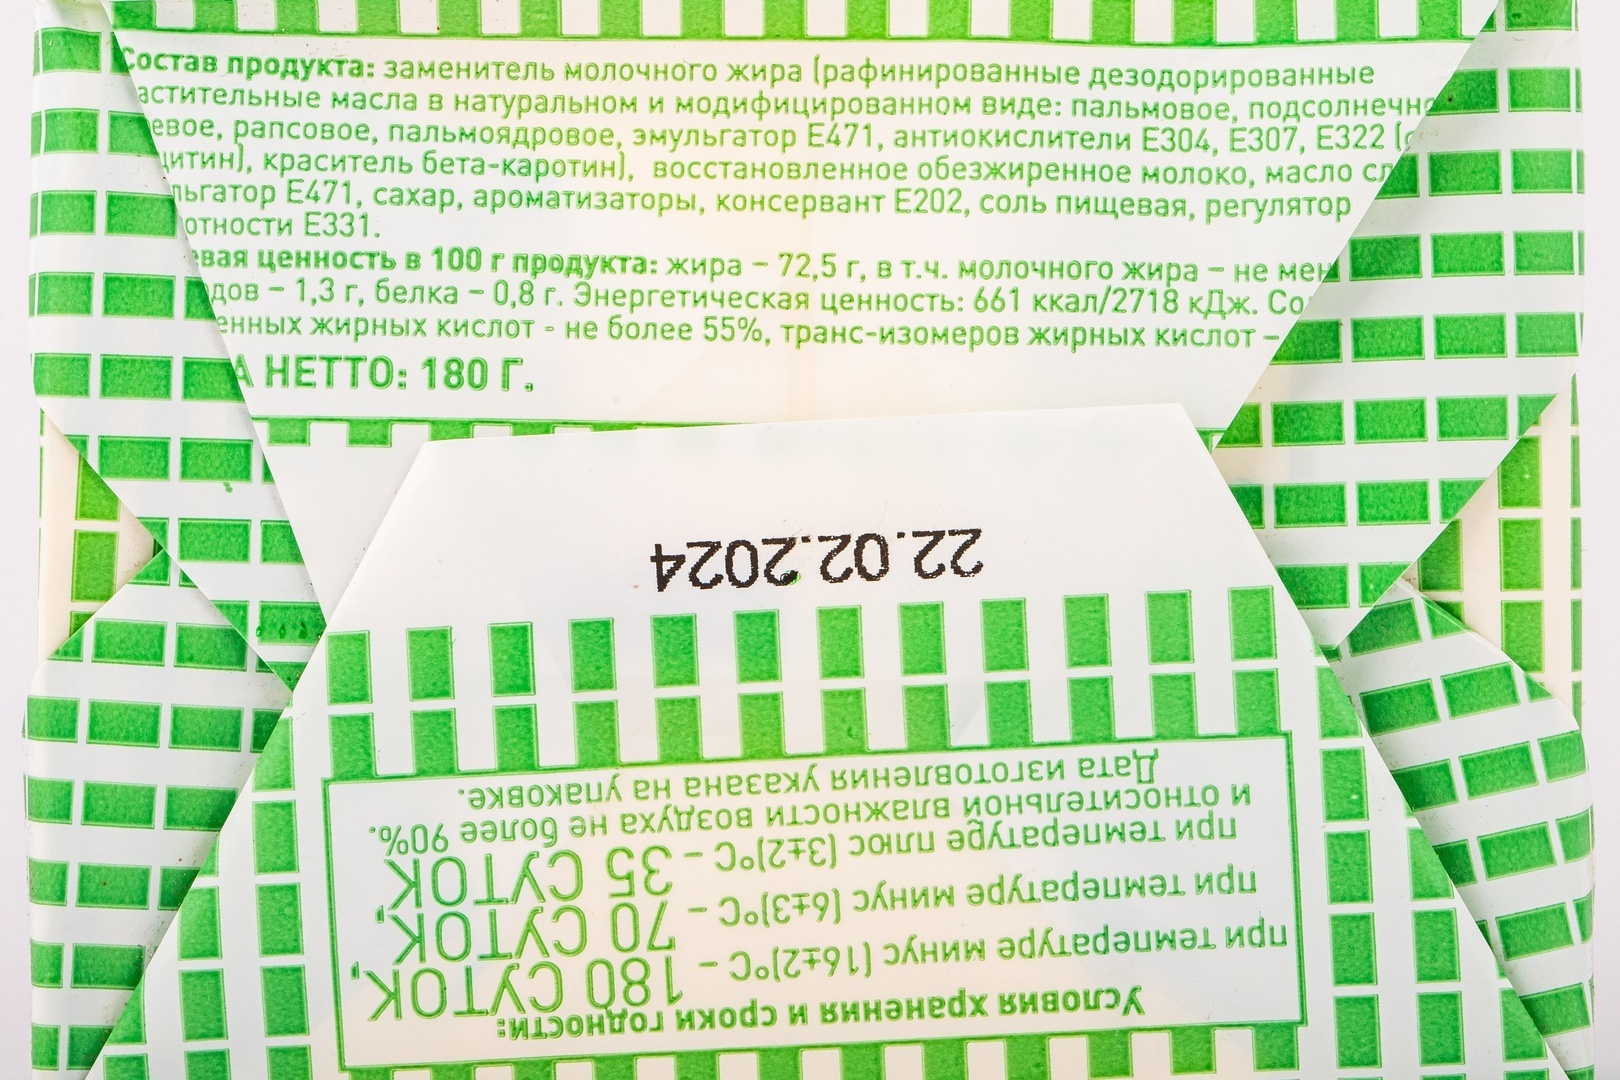 Состав продукта: заменитель молочного жира (рафинированные дезодорированные
астительные масла в натуральном и модифицированном виде: пальмовое, подсолнечно
евое, рапсовое, пальмоядровое, эмульгатор Е471, антиокислители Е304, Е307, Е322 (
цитин), краситель бета-каротин), восстановленное обезжиренное молоко, масло сл
льгатор Е471, сахар, ароматизаторы, консервант Е202, соль пищевая, регулятор
отности Е331.
евая ценность в 100 г продукта: жира – 72,5 г, в т.ч. молочного жира – не мен
дов – 1,3 г, белка – 0,8 г. Энергетическая ценность: 661 ккал/2718 кДж. Со
енных жирных кислот - не более 55%, транс-изомеров жирных кислот –
А НЕТТО: 180 Г.
22.02.2024
Условия хранения и сроки годности:
при температуре минус (16±2)°С – 180 СУТОК,
при температуре минус (6±3)°С – 70 СУТОК,
при температуре плюс (3±2)°С – 35 СУТОК
и относительной влажности воздуха не более 90%.
Дата изготовления указана на упаковке.